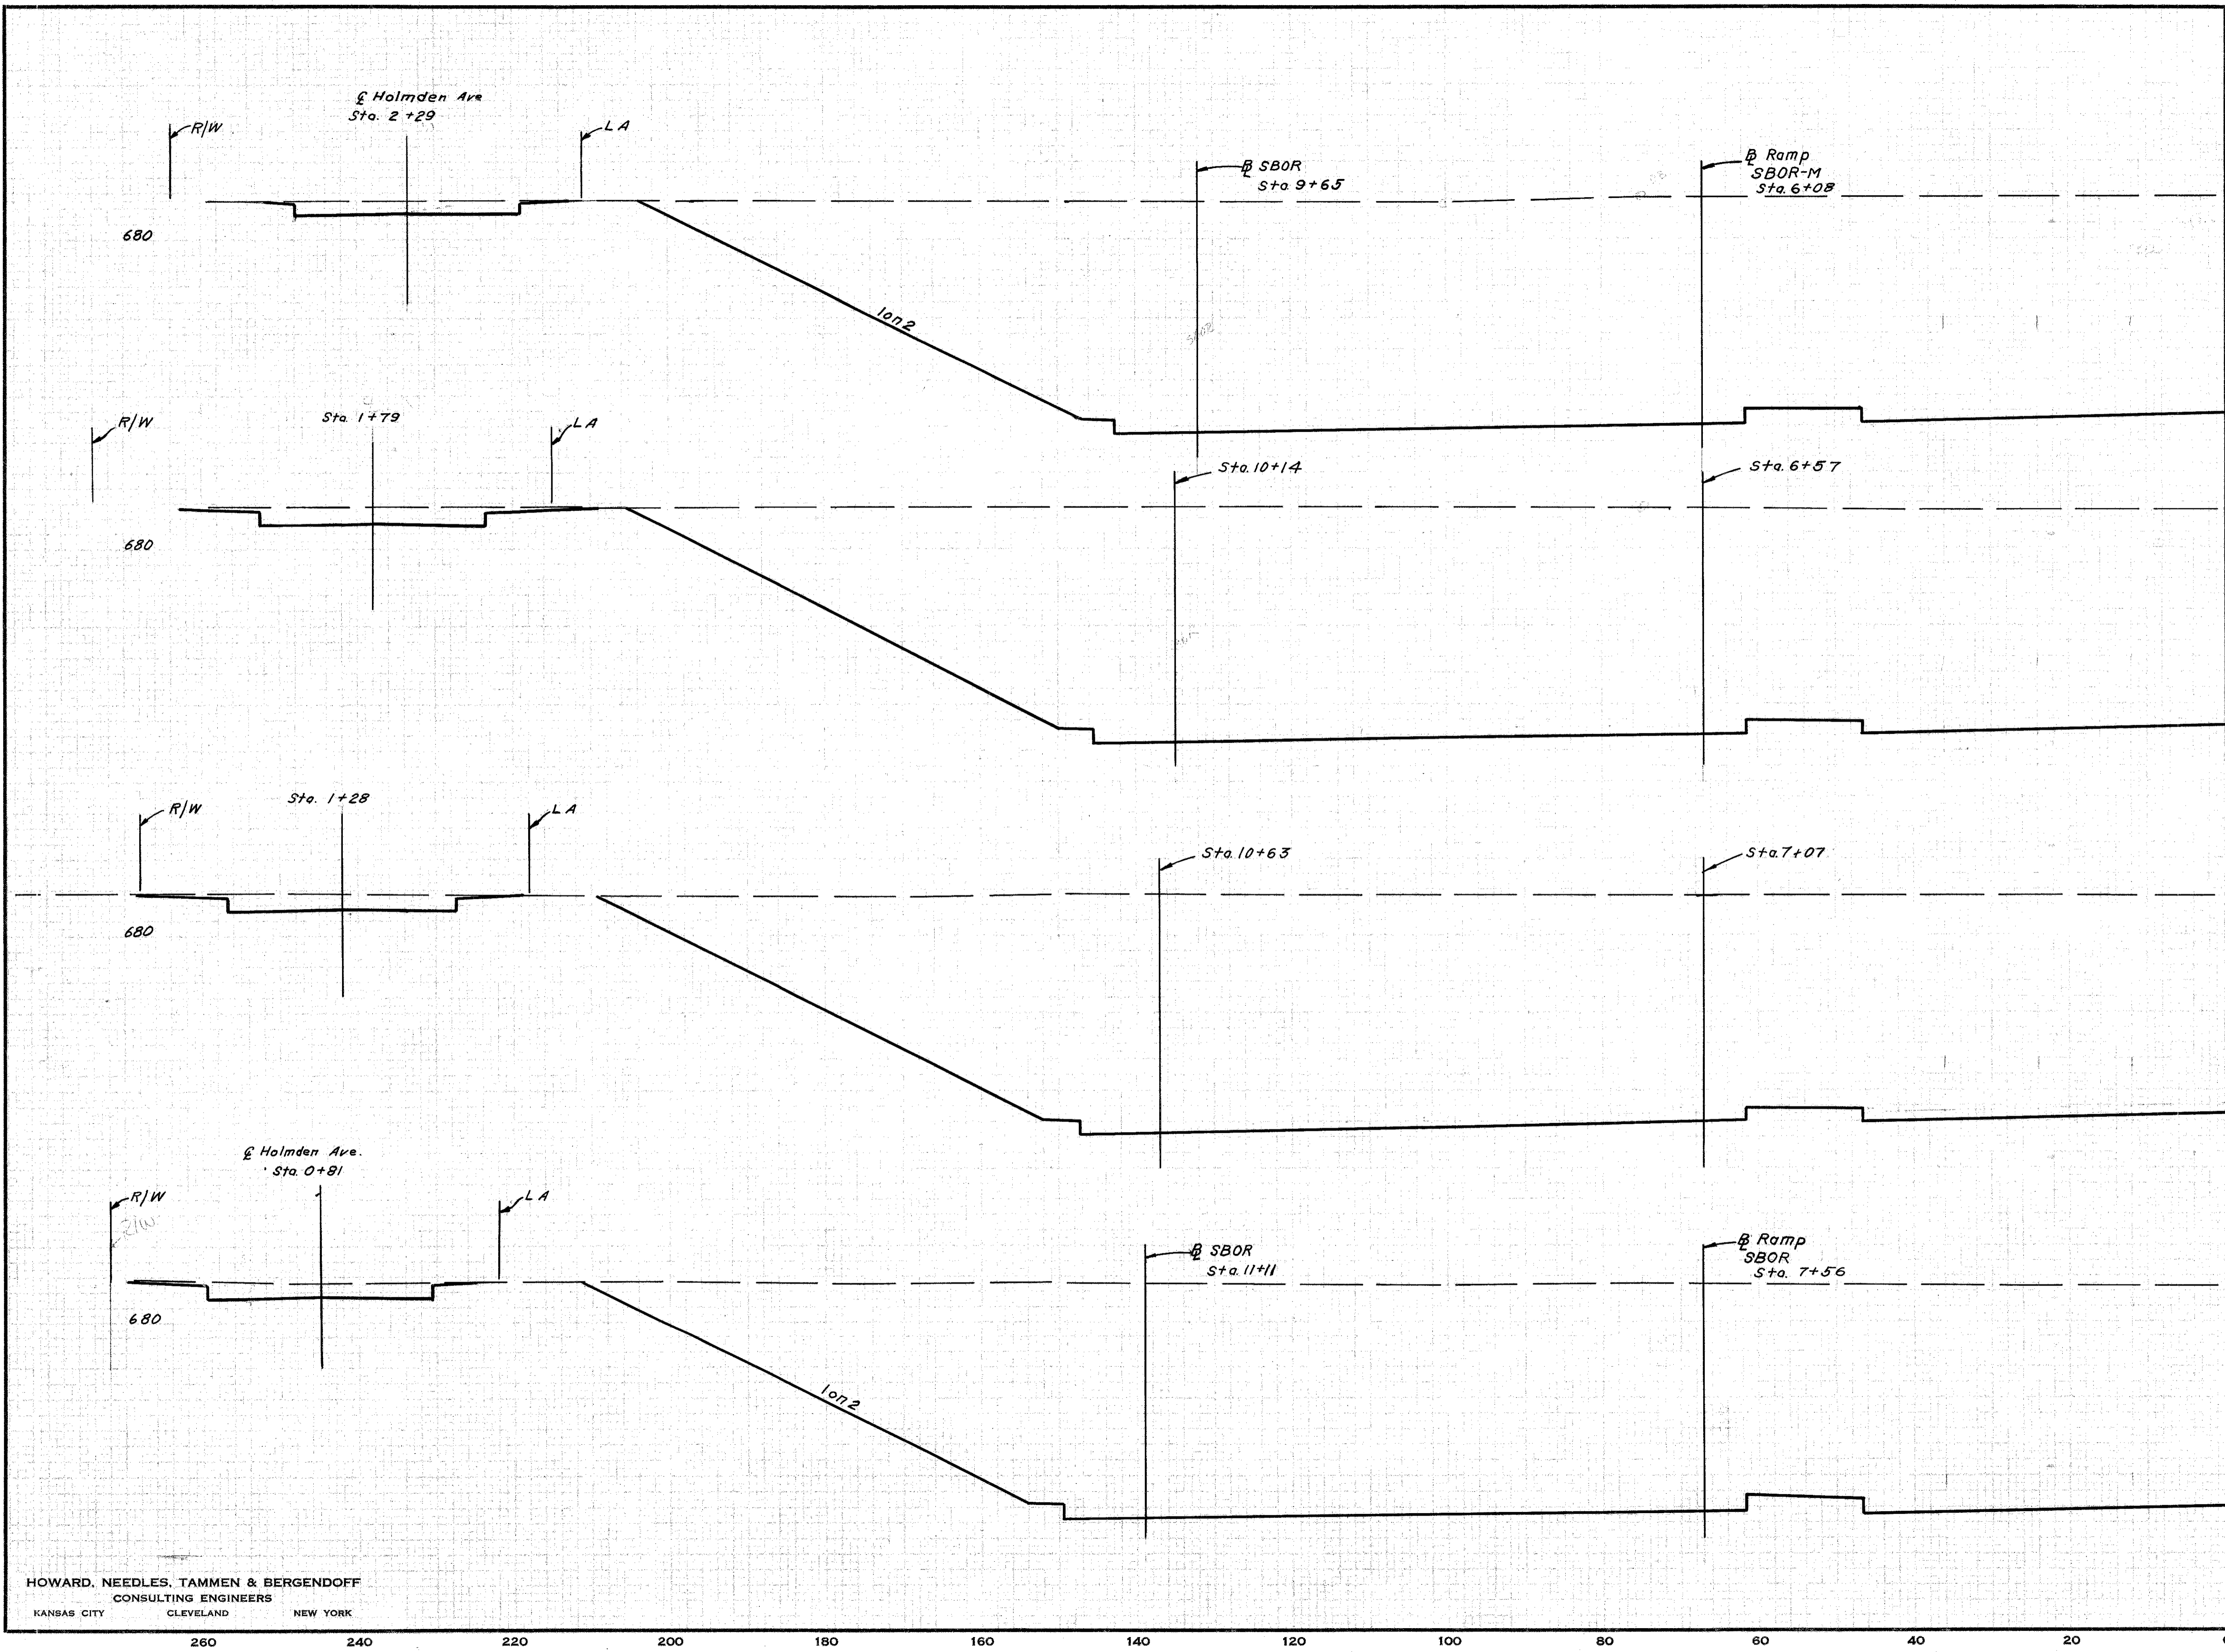 ℄ Holmden Ave
Sta. 2+29
R/W
L A
℄ SBOR
Sta. 9+65
℄ Ramp
SBOR-M
Sta. 6+08
680
1 on 2
R/W
Sta. 1+79
L A
Sta. 10+14
Sta. 6+57
680
R/W
Sta. 1+28
L A
Sta. 10+63
Sta. 7+07
680
℄ Holmden Ave.
Sta. 0+81
R/W
L A
℄ SBOR
Sta. 11+11
℄ Ramp
SBOR
Sta. 7+56
680
1 on 2
HOWARD, NEEDLES, TAMMEN & BERGENDOFF
CONSULTING ENGINEERS
KANSAS CITY CLEVELAND NEW YORK
260 240 220 200 180 160 140 120 100 80 60 40 20